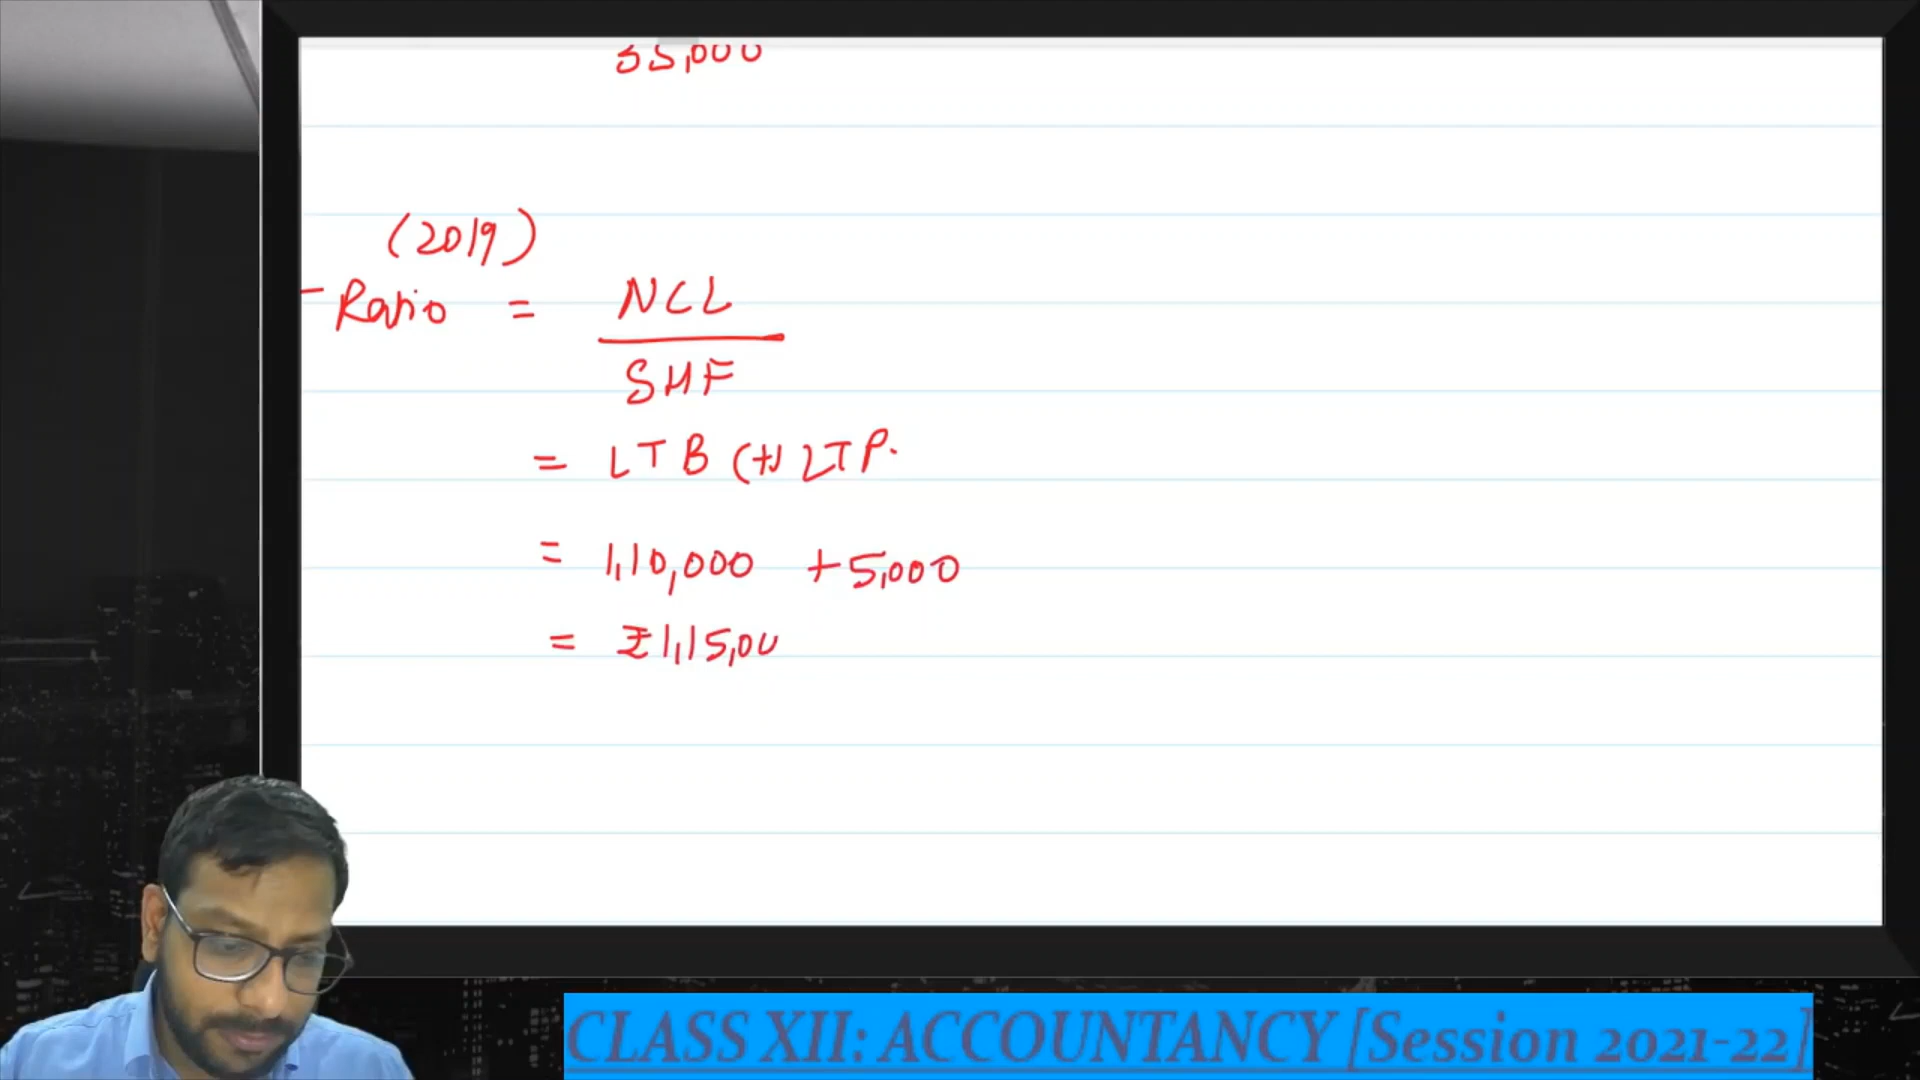 35,000
(2019)
- Ratio = NCL
SHF
= LTB (+) LTP.
= 1,10,000 + 5,000
= ₹1,15,00
CLASS XII: ACCOUNTANCY [Session 2021-22]